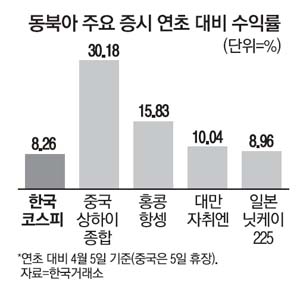 동북아 주요 증시 연초 대비 수익률
(단위=%)
30.18
15.83
10.04
8.96
8.26
한국
코스피
중국
상하이
종합
홍콩
항셍
대만
자취엔
일본
닛케이
225
*연초 대비 4월 5일 기준(중국은 5일 휴장).
자료=한국거래소